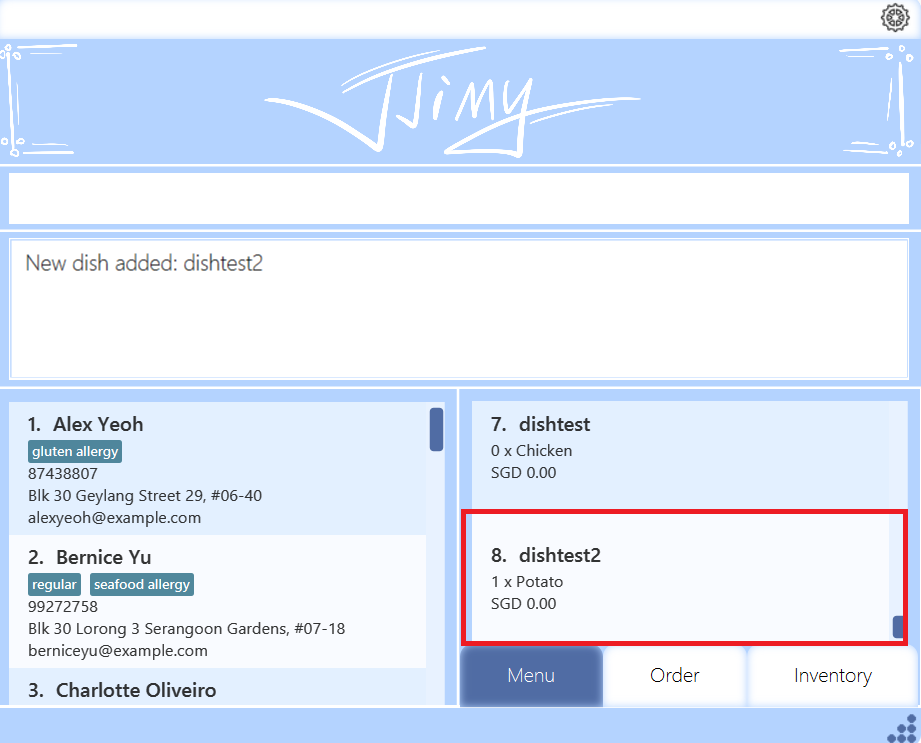 JJIMY
New dish added: dishtest2
1. Alex Yeoh
gluten allergy
87438807
Blk 30 Geylang Street 29, #06-40
alexyeoh@example.com
2. Bernice Yu
regular seafood allergy
99272758
Blk 30 Lorong 3 Serangoon Gardens, #07-18
berniceyu@example.com
3. Charlotte Oliveiro
7. dishtest
0 x Chicken
SGD 0.00
8. dishtest2
1 x Potato
SGD 0.00
Menu Order Inventory